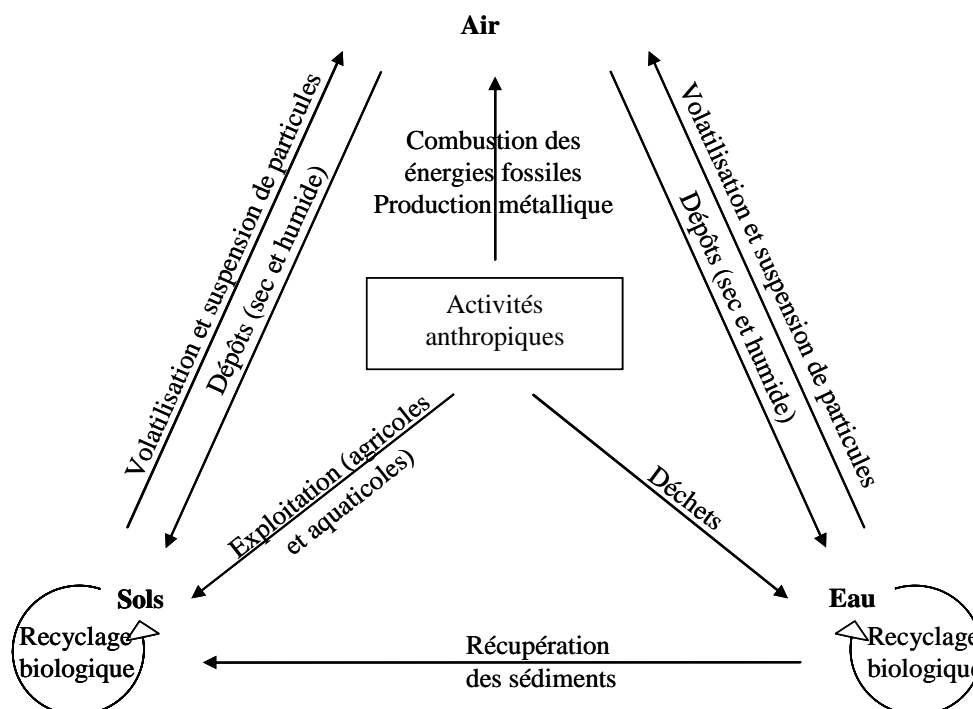 Air
Volatilisation et suspension de particules
Dépôts (sec et humide)
Combustion des
énergies fossiles
Production métallique
Dépôts (sec et humide)
Volatilisation et suspension de particules
Activités
anthropiques
Exploitation (agricoles
et aquaticoles)
Déchets
Sols
Recyclage
biologique
Eau
Recyclage
biologique
Récupération
des sédiments